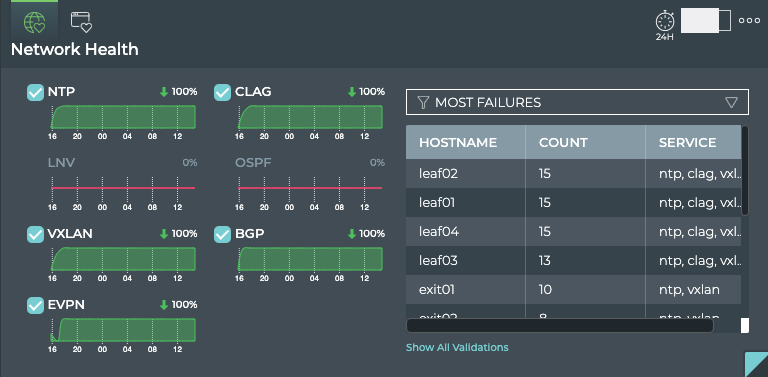 24H
Network Health
NTP 100%
16 20 00 04 08 12
CLAG 100%
16 20 00 04 08 12
LNV 0%
16 20 00 04 08 12
OSPF 0%
16 20 00 04 08 12
VXLAN 100%
16 20 00 04 08 12
BGP 100%
16 20 00 04 08 12
EVPN 100%
16 20 00 04 08 12
MOST FAILURES
HOSTNAME COUNT SERVICE
leaf02 15 ntp, clag, vxl..
leaf01 15 ntp, clag, vxl..
leaf04 15 ntp, clag, vxl..
leaf03 13 ntp, clag, vxl..
exit01 10 ntp, vxlan
exit02 8 ntp, vxlan
Show All Validations